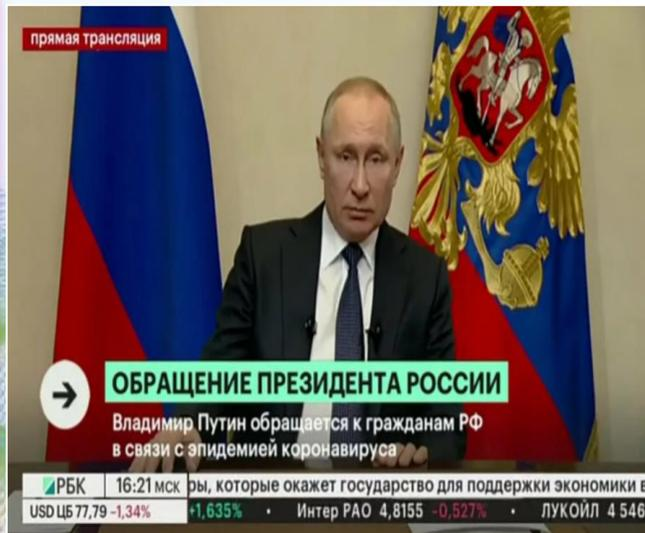 прямая трансляция
ОБРАЩЕНИЕ ПРЕЗИДЕНТА РОССИИ
Владимир Путин обращается к гражданам РФ
в связи с эпидемией коронавируса
РБК 16:21 МСК ры, которые окажет государство для поддержки экономики в
USD ЦБ 77,79 -1,34% +1,635% · Интер РАО 4,8155 -0,527% · ЛУКОЙЛ 4 546